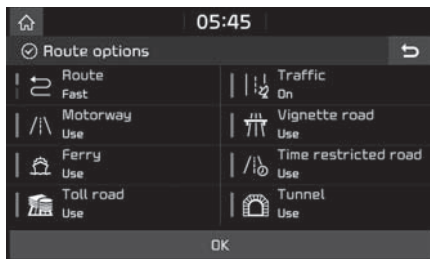 05:45
Route options
Route
Fast
Traffic
On
Motorway
Use
Vignette road
Use
Ferry
Use
Time restricted road
Use
Toll road
Use
Tunnel
Use
OK